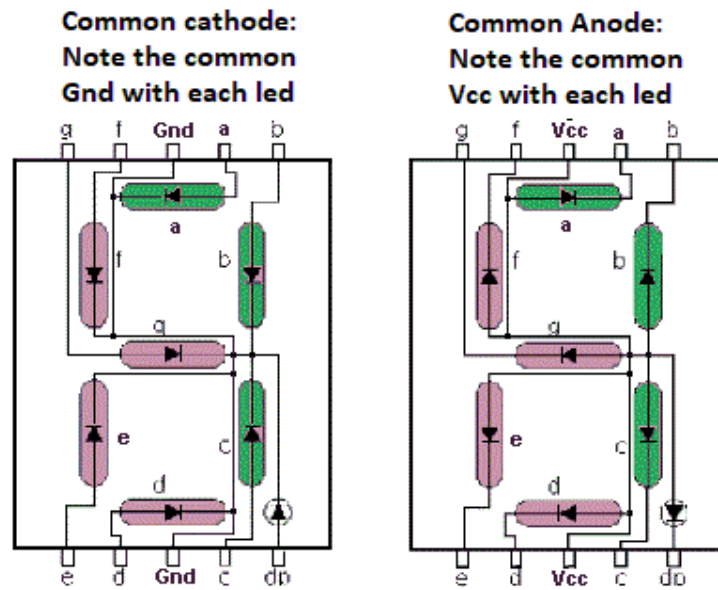 Common cathode:
Note the common
Gnd with each led
g f Gnd a b
a
f
b
g
e
c
d
e d Gnd c dp
Common Anode:
Note the common
Vcc with each led
g f Vcc a b
a
f
b
g
e
c
d
e d Vcc c dp